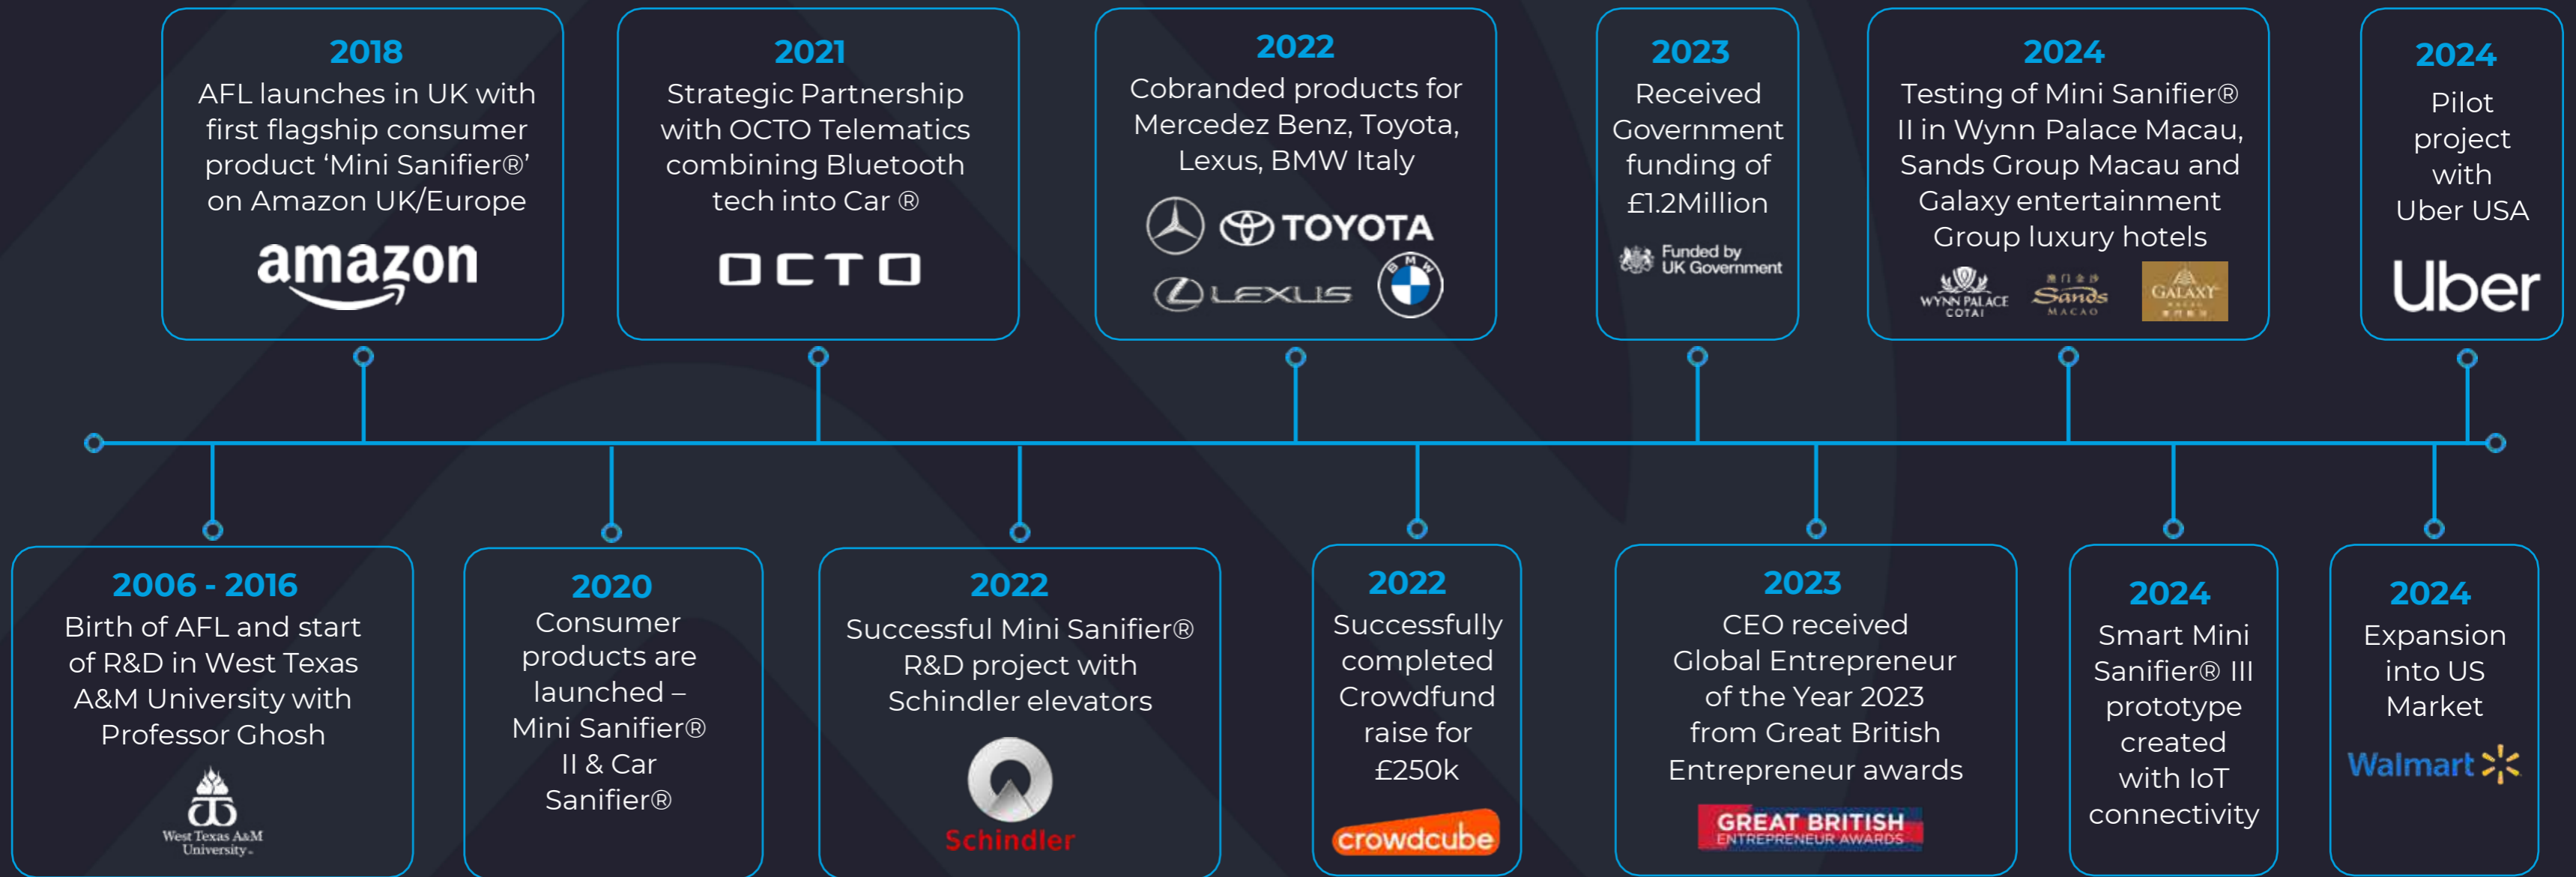 2018
AFL launches in UK with
first flagship consumer
product ‘Mini Sanifier®’
on Amazon UK/Europe
amazon
2021
Strategic Partnership
with OCTO Telematics
combining Bluetooth
tech into Car ®
OCTO
2022
Cobranded products for
Mercedez Benz, Toyota,
Lexus, BMW Italy
TOYOTA
LEXUS
BMW
2023
Received
Government
funding of
£1.2Million
Funded by
UK Government
2024
Testing of Mini Sanifier®
II in Wynn Palace Macau,
Sands Group Macau and
Galaxy entertainment
Group luxury hotels
WYNN PALACE
COTAI
澳门金沙
Sands
MACAO
GALAXY
MACAU
2024
Pilot
project
with
Uber USA
Uber
2006 - 2016
Birth of AFL and start
of R&D in West Texas
A&M University with
Professor Ghosh
West Texas A&M
University
2020
Consumer
products are
launched –
Mini Sanifier®
II & Car
Sanifier®
2022
Successful Mini Sanifier®
R&D project with
Schindler elevators
Schindler
2022
Successfully
completed
Crowdfund
raise for
£250k
crowdcube
2023
CEO received
Global Entrepreneur
of the Year 2023
from Great British
Entrepreneur awards
GREAT BRITISH
ENTREPRENEUR AWARDS
2024
Smart Mini
Sanifier® III
prototype
created
with IoT
connectivity
2024
Expansion
into US
Market
Walmart